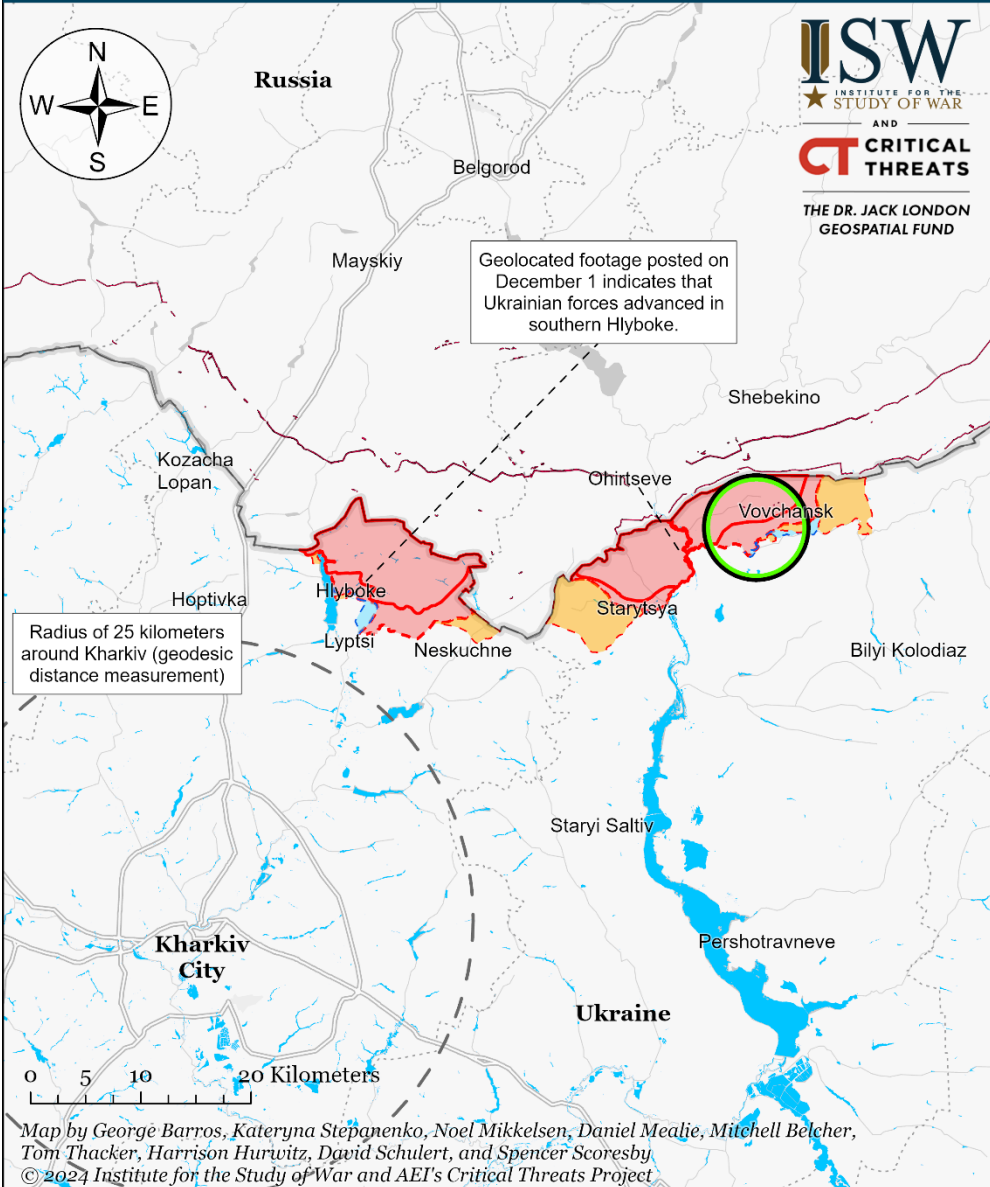 N
W
E
S
Russia
ISW
INSTITUTE FOR THE
STUDY OF WAR
AND
CT CRITICAL
THREATS
THE DR. JACK LONDON
GEOSPATIAL FUND
Belgorod
Mayskiy
Geolocated footage posted on
December 1 indicates that
Ukrainian forces advanced in
southern Hlyboke.
Shebekino
Kozacha
Lopan
Ohirtseve
Vovchansk
Hoptivka
Hlyboke
Starytsya
Lyptsi
Neskuchne
Bilyi Kolodiaz
Radius of 25 kilometers
around Kharkiv (geodesic
distance measurement)
Staryi Saltiv
Kharkiv
City
Pershotravneve
Ukraine
0 5 10 20 Kilometers
Map by George Barros, Kateryna Stepanenko, Noel Mikkelsen, Daniel Mealie, Mitchell Belcher,
Tom Thacker, Harrison Hurwitz, David Schulert, and Spencer Scoresby
© 2024 Institute for the Study of War and AEI's Critical Threats Project